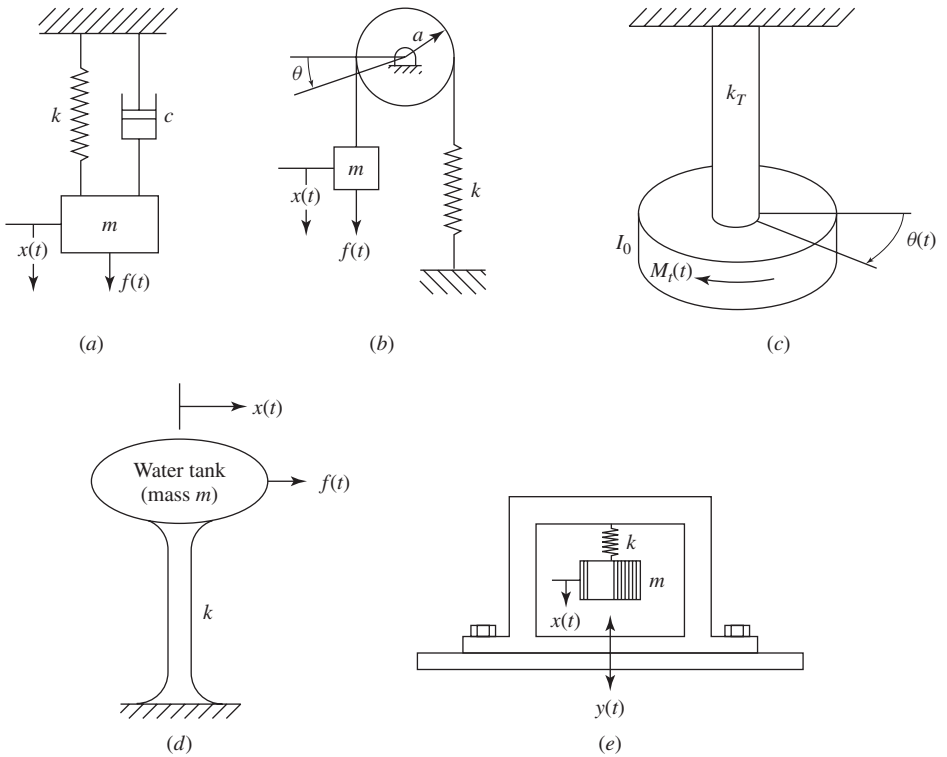 k
c
m
x(t)
f(t)
(a)
a
θ
m
x(t)
f(t)
k
(b)
k_T
I_0
M_t(t)
θ(t)
(c)
x(t)
Water tank
(mass m)
f(t)
k
(d)
k
m
x(t)
y(t)
(e)